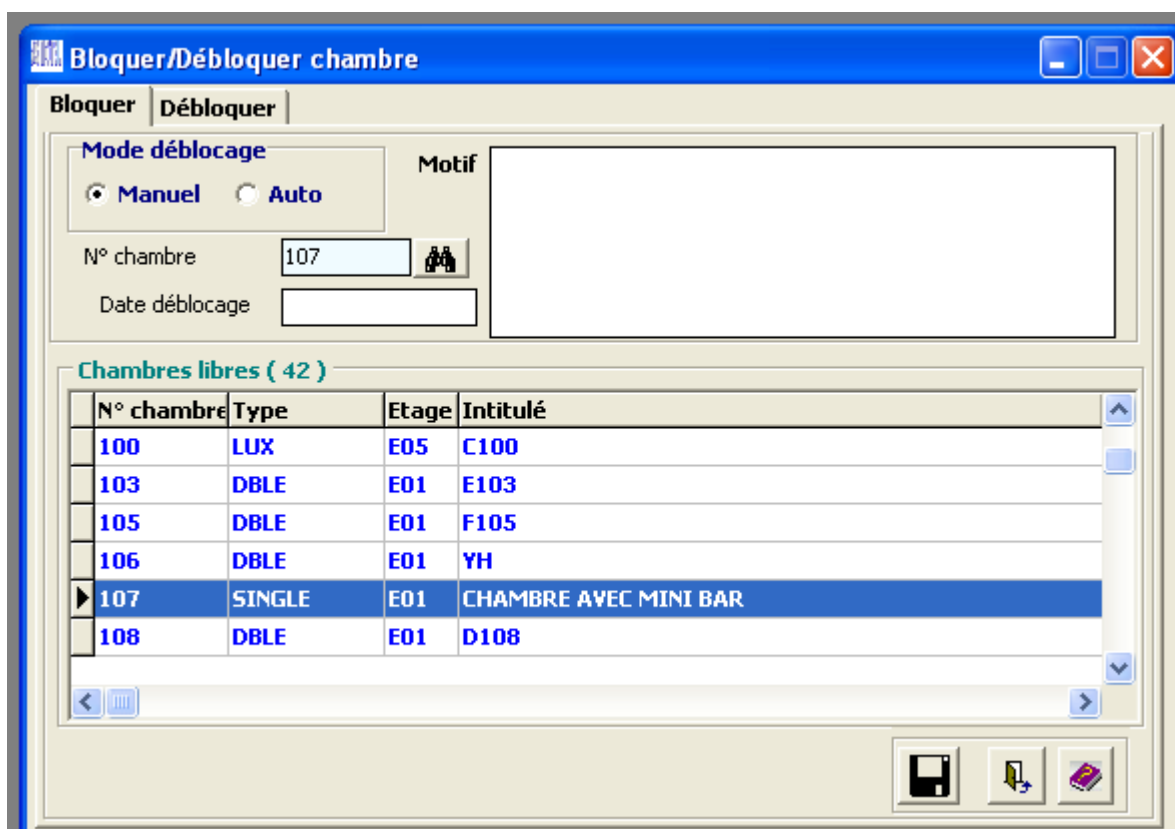 Bloquer/Débloquer chambre
Bloquer Débloquer
Mode déblocage
Manuel Auto
Motif
N° chambre 107
Date déblocage
Chambres libres ( 42 )
N° chambre Type Etage Intitulé
100 LUX E05 C100
103 DBLE E01 E103
105 DBLE E01 F105
106 DBLE E01 YH
107 SINGLE E01 CHAMBRE AVEC MINI BAR
108 DBLE E01 D108